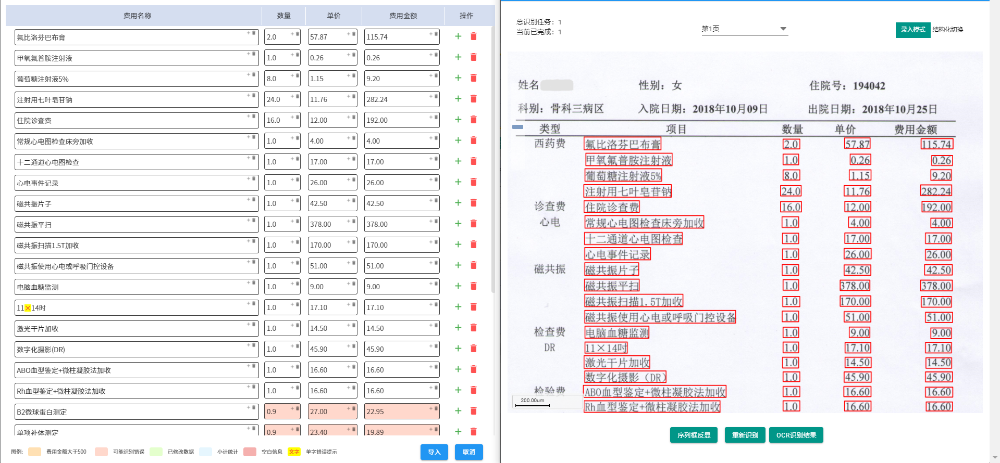 费用名称 数量 单价 费用金额 操作
氟比洛芬巴布膏 2.0 57.87 115.74
甲氧氟普胺注射液 1.0 0.26 0.26
葡萄糖注射液5% 8.0 1.15 9.20
注射用七叶皂苷钠 24.0 11.76 282.24
住院诊查费 16.0 12.00 192.00
常规心电图检查床旁加收 1.0 4.00 4.00
十二通道心电图检查 1.0 17.00 17.00
心电事件记录 1.0 26.00 26.00
磁共振片子 1.0 42.50 42.50
磁共振平扫 1.0 378.00 378.00
磁共振扫描1.5T加收 1.0 170.00 170.00
磁共振使用心电或呼吸门控设备 1.0 51.00 51.00
电脑血糖监测 1.0 9.00 9.00
11×14时 1.0 17.10 17.10
激光干片加收 1.0 14.50 14.50
数字化摄影(DR) 1.0 45.90 45.90
ABO血型鉴定+微柱凝胶法加收 1.0 16.60 16.60
Rh血型鉴定+微柱凝胶法加收 1.0 16.60 16.60
B2微球蛋白测定 0.9 27.00 22.95
单项补体测定 0.9 23.40 19.89
图例: 费用金额大于500 可能识别错误 已修改数据 小计统计 空白信息 文字 单字错误提示 导入 取消
总识别任务：1
当前已完成：1
第1页
录入模式 结构化切换
姓名 性别：女 住院号：194042
科别：骨科三病区 入院日期：2018年10月09日 出院日期：2018年10月25日
类型 项目 数量 单价 费用金额
西药费 氟比洛芬巴布膏 2.0 57.87 115.74
甲氧氟普胺注射液 1.0 0.26 0.26
葡萄糖注射液5% 8.0 1.15 9.20
注射用七叶皂苷钠 24.0 11.76 282.24
诊查费 住院诊查费 16.0 12.00 192.00
心电 常规心电图检查床旁加收 1.0 4.00 4.00
十二通道心电图检查 1.0 17.00 17.00
心电事件记录 1.0 26.00 26.00
磁共振 磁共振片子 1.0 42.50 42.50
磁共振平扫 1.0 378.00 378.00
磁共振扫描1.5T加收 1.0 170.00 170.00
磁共振使用心电或呼吸门控设备 1.0 51.00 51.00
检查费 电脑血糖监测 1.0 9.00 9.00
DR 11×14吋 1.0 17.10 17.10
激光干片加收 1.0 14.50 14.50
数字化摄影（DR） 1.0 45.90 45.90
检验费 ABO血型鉴定+微柱凝胶法加收 1.0 16.60 16.60
Rh血型鉴定+微柱凝胶法加收 1.0 16.60 16.60
200.00um
序列框反显 重新识别 OCR识别结果